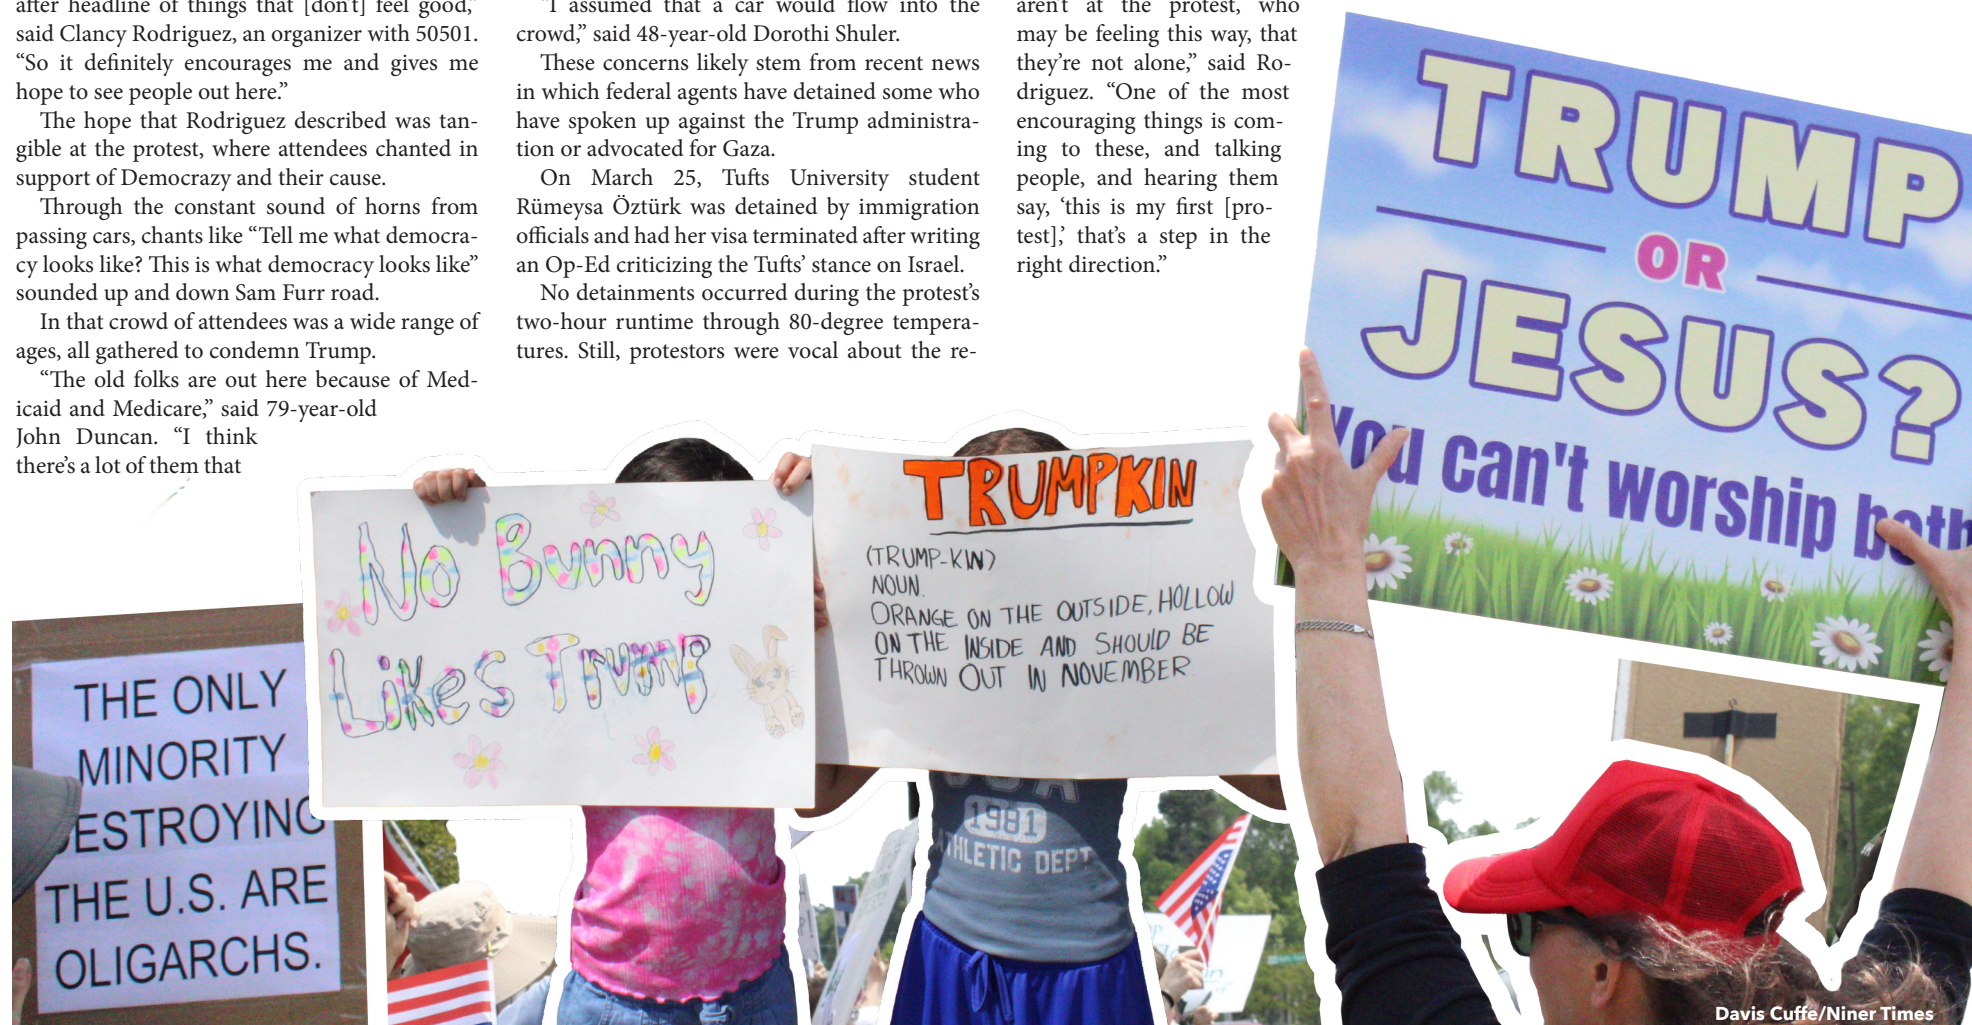 after headline of things that [don't] feel good,”
said Clancy Rodriguez, an organizer with 50501.
“So it definitely encourages me and gives me
hope to see people out here.”
The hope that Rodriguez described was tan-
gible at the protest, where attendees chanted in
support of Democrazy and their cause.
Through the constant sound of horns from
passing cars, chants like “Tell me what democra-
cy looks like? This is what democracy looks like”
sounded up and down Sam Furr road.
In that crowd of attendees was a wide range of
ages, all gathered to condemn Trump.
“The old folks are out here because of Med-
icaid and Medicare,” said 79-year-old
John Duncan. “I think
there’s a lot of them that
“I assumed that a car would flow into the
crowd,” said 48-year-old Dorothi Shuler.
These concerns likely stem from recent news
in which federal agents have detained some who
have spoken up against the Trump administra-
tion or advocated for Gaza.
On March 25, Tufts University student
Rümeysa Öztürk was detained by immigration
officials and had her visa terminated after writing
an Op-Ed criticizing the Tufts’ stance on Israel.
No detainments occurred during the protest’s
two-hour runtime through 80-degree tempera-
tures. Still, protestors were vocal about the re-
aren’t at the protest, who
may be feeling this way, that
they’re not alone,” said Ro-
driguez. “One of the most
encouraging things is com-
ing to these, and talking
people, and hearing them
say, ‘this is my first [pro-
test],’ that’s a step in the
right direction.”
TRUMP
OR
JESUS?
You can't worship both
No Bunny
Likes Trump
TRUMPKIN
(TRUMP-KIN)
NOUN.
ORANGE ON THE OUTSIDE, HOLLOW
ON THE INSIDE AND SHOULD BE
THROWN OUT IN NOVEMBER
THE ONLY
MINORITY
ESTROYING
THE U.S. ARE
OLIGARCHS.
USA
1981
ATHLETIC DEPT
Davis Cuffe/Niner Times